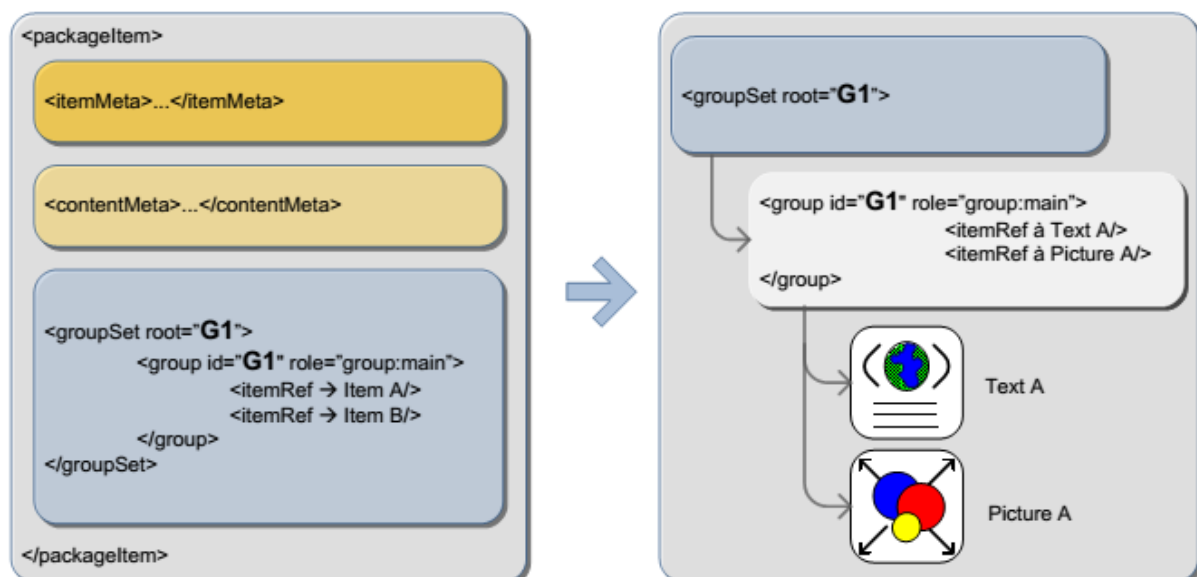 <packageItem>
<itemMeta>...</itemMeta>
<contentMeta>...</contentMeta>
<groupSet root="G1">
<group id="G1" role="group:main">
<itemRef → Item A/>
<itemRef → Item B/>
</group>
</groupSet>
</packageItem>
<groupSet root="G1">
<group id="G1" role="group:main">
<itemRef à Text A/>
<itemRef à Picture A/>
</group>
Text A
Picture A